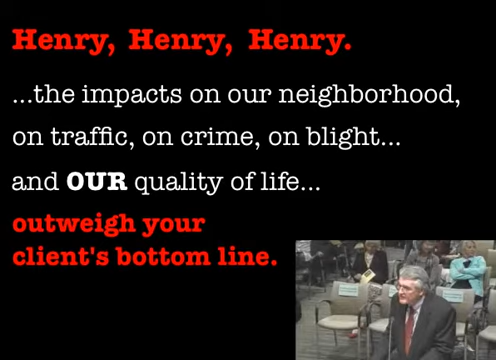 Henry, Henry, Henry.
...the impacts on our neighborhood,
on traffic, on crime, on blight...
and OUR quality of life...
outweigh your
client's bottom line.